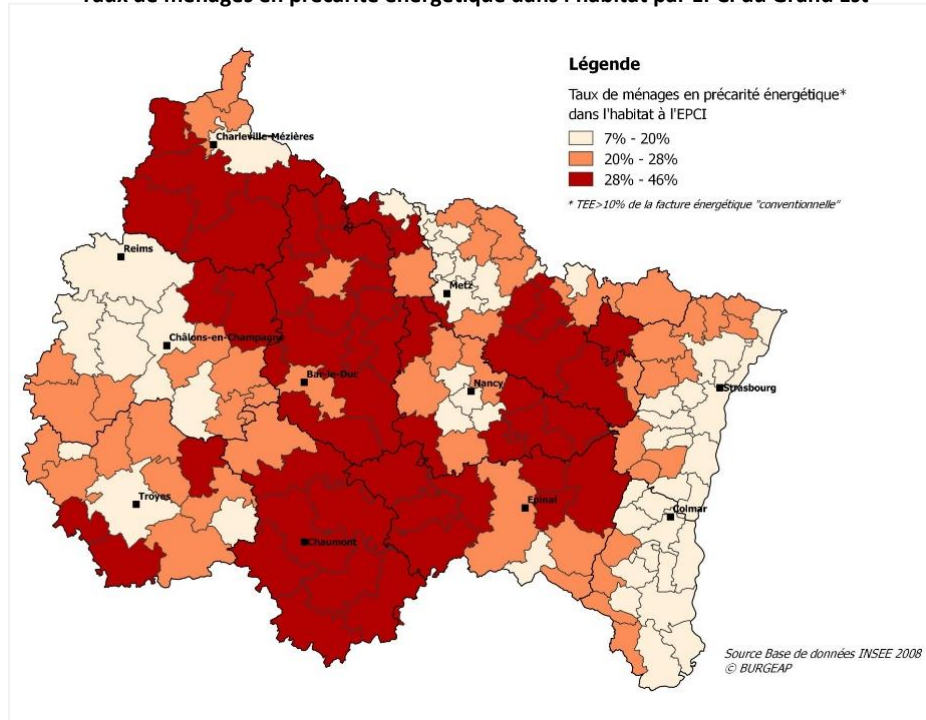 Taux de ménages en précarité énergétique dans l'habitat par EPCI du Grand Est
Légende
Taux de ménages en précarité énergétique*
dans l'habitat à l'EPCI
7% - 20%
20% - 28%
28% - 46%
* TEE>10% de la facture énergétique "conventionnelle"
Charleville-Mézières
Reims
Metz
Châlons-en-Champagne
Bar-le-Duc
Nancy
Strasbourg
Troyes
Epinal
Colmar
Chaumont
Source Base de données INSEE 2008
© BURGEAP